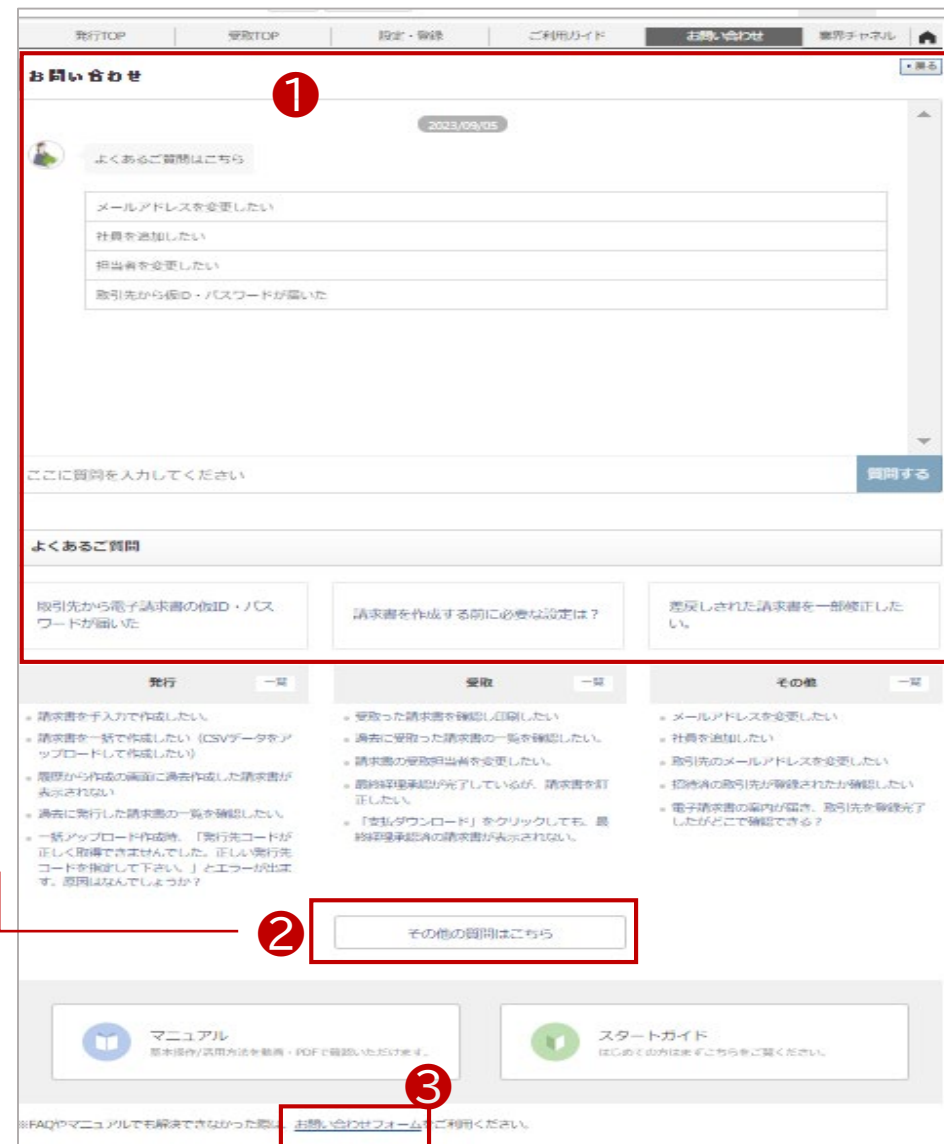 発行TOP
受取TOP
設定・登録
ご利用ガイド
お問い合わせ
業界チャネル
お問い合わせ
戻る
1
2023/09/05
よくあるご質問はこちら
メールアドレスを変更したい
社員を追加したい
担当者を変更したい
取引先から仮ID・パスワードが届いた
ここに質問を入力してください
質問する
よくあるご質問
取引先から電子請求書の仮ID・パス
ワードが届いた
請求書を作成する前に必要な設定は？
差戻しされた請求書を一部修正した
い。
発行
一覧
請求書を手入力で作成したい。
請求書を一括で作成したい（CSVデータをア
ップロードして作成したい）
履歴から作成の画面に過去作成した請求書が
表示されない
過去に発行した請求書の一覧を確認したい。
一括アップロード作成時、「発行先コードが
正しく取得できませんでした。正しい発行先
コードを指定して下さい。」とエラーが出ま
す。原因はなんでしょうか？
受取
一覧
受取った請求書を確認し印刷したい
過去に受取った請求書の一覧を確認したい。
請求書の受取担当者を変更したい。
最終経理承認が完了しているが、請求書を訂
正したい。
「支払ダウンロード」をクリックしても、最
終経理承認済の請求書が表示されない。
その他
一覧
メールアドレスを変更したい
社員を追加したい
取引先のメールアドレスを変更したい
招待済の取引先が登録されたか確認したい
電子請求書の案内が届き、取引先を登録完了
したがどこで確認できる？
2
その他の質問はこちら
マニュアル
基本操作/活用方法を動画・PDFで確認いただけます。
スタートガイド
はじめての方はまずこちらをご覧ください。
3
※FAQやマニュアルでも解決できなかった際は、お問い合わせフォームをご利用ください。